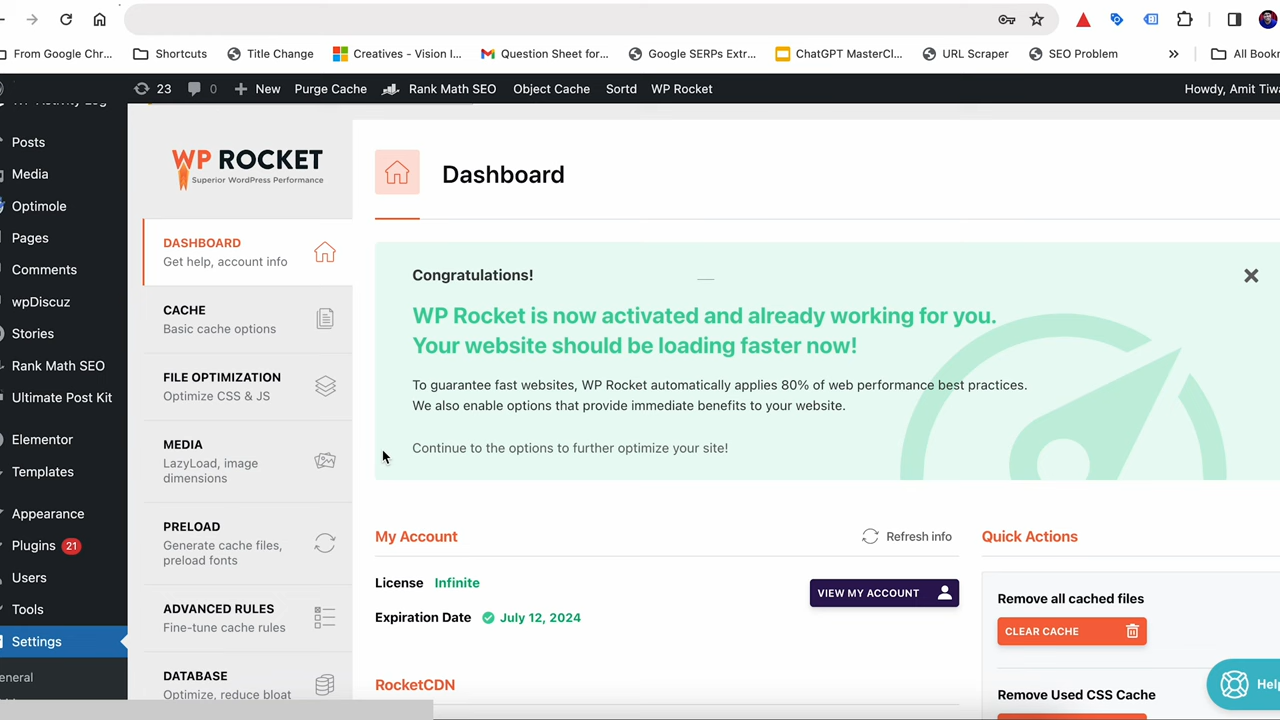 From Google Chr...
Shortcuts
Title Change
Creatives - Vision I...
Question Sheet for...
Google SERPs Extr...
ChatGPT MasterCl...
URL Scraper
SEO Problem
»
All Bookr
23
0
New
Purge Cache
Rank Math SEO
Object Cache
Sortd
WP Rocket
Howdy, Amit Tiwa
Posts
Media
Optimole
Pages
Comments
wpDiscuz
Stories
Rank Math SEO
Ultimate Post Kit
Elementor
Templates
Appearance
Plugins 21
Users
Tools
Settings
eneral
WP ROCKET
Superior WordPress Performance
DASHBOARD
Get help, account info
CACHE
Basic cache options
FILE OPTIMIZATION
Optimize CSS & JS
MEDIA
LazyLoad, image
dimensions
PRELOAD
Generate cache files,
preload fonts
ADVANCED RULES
Fine-tune cache rules
DATABASE
Optimize, reduce bloat
Dashboard
Congratulations!
WP Rocket is now activated and already working for you.
Your website should be loading faster now!
To guarantee fast websites, WP Rocket automatically applies 80% of web performance best practices.
We also enable options that provide immediate benefits to your website.
Continue to the options to further optimize your site!
My Account
Refresh info
License Infinite
VIEW MY ACCOUNT
Expiration Date July 12, 2024
RocketCDN
Quick Actions
Remove all cached files
CLEAR CACHE
Remove Used CSS Cache
Help